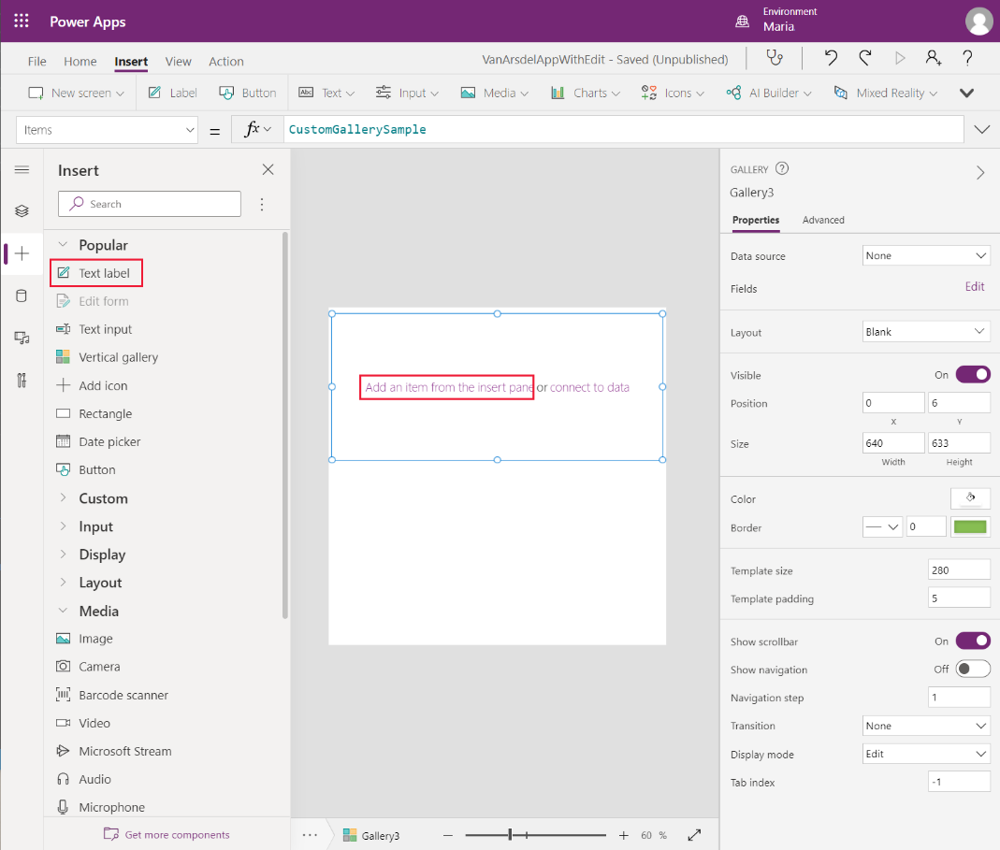 Power Apps
Environment
Maria
File Home Insert View Action
VanArsdelAppWithEdit - Saved (Unpublished)
New screen Label Button Abc Text Input Media Charts Icons AI Builder Mixed Reality
Items = fx CustomGallerySample
Insert
Search
Popular
Text label
Edit form
Text input
Vertical gallery
Add icon
Rectangle
Date picker
Button
Custom
Input
Display
Layout
Media
Image
Camera
Barcode scanner
Video
Microsoft Stream
Audio
Microphone
Get more components
Add an item from the insert pane or connect to data
Gallery3
60 %
GALLERY ?
Gallery3
Properties Advanced
Data source None
Fields Edit
Layout Blank
Visible On
Position 0 6
X Y
Size 640 633
Width Height
Color
Border 0
Template size 280
Template padding 5
Show scrollbar On
Show navigation Off
Navigation step 1
Transition None
Display mode Edit
Tab index -1